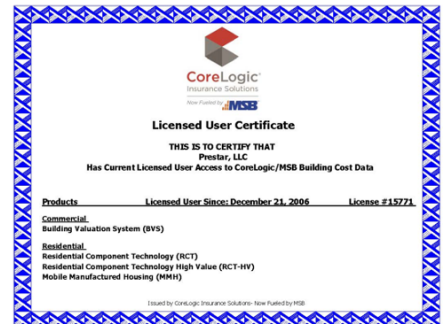 CoreLogic
Insurance Solutions
Now Fueled by MSB
Licensed User Certificate
THIS IS TO CERTIFY THAT
Prestar, LLC
Has Current Licensed User Access to CoreLogic/MSB Building Cost Data
Products Licensed User Since: December 21, 2006 License #15771
Commercial
Building Valuation System (BVS)
Residential
Residential Component Technology (RCT)
Residential Component Technology High Value (RCT-HV)
Mobile Manufactured Housing (MMH)
Issued by CoreLogic Insurance Solutions- Now Fueled by MSB